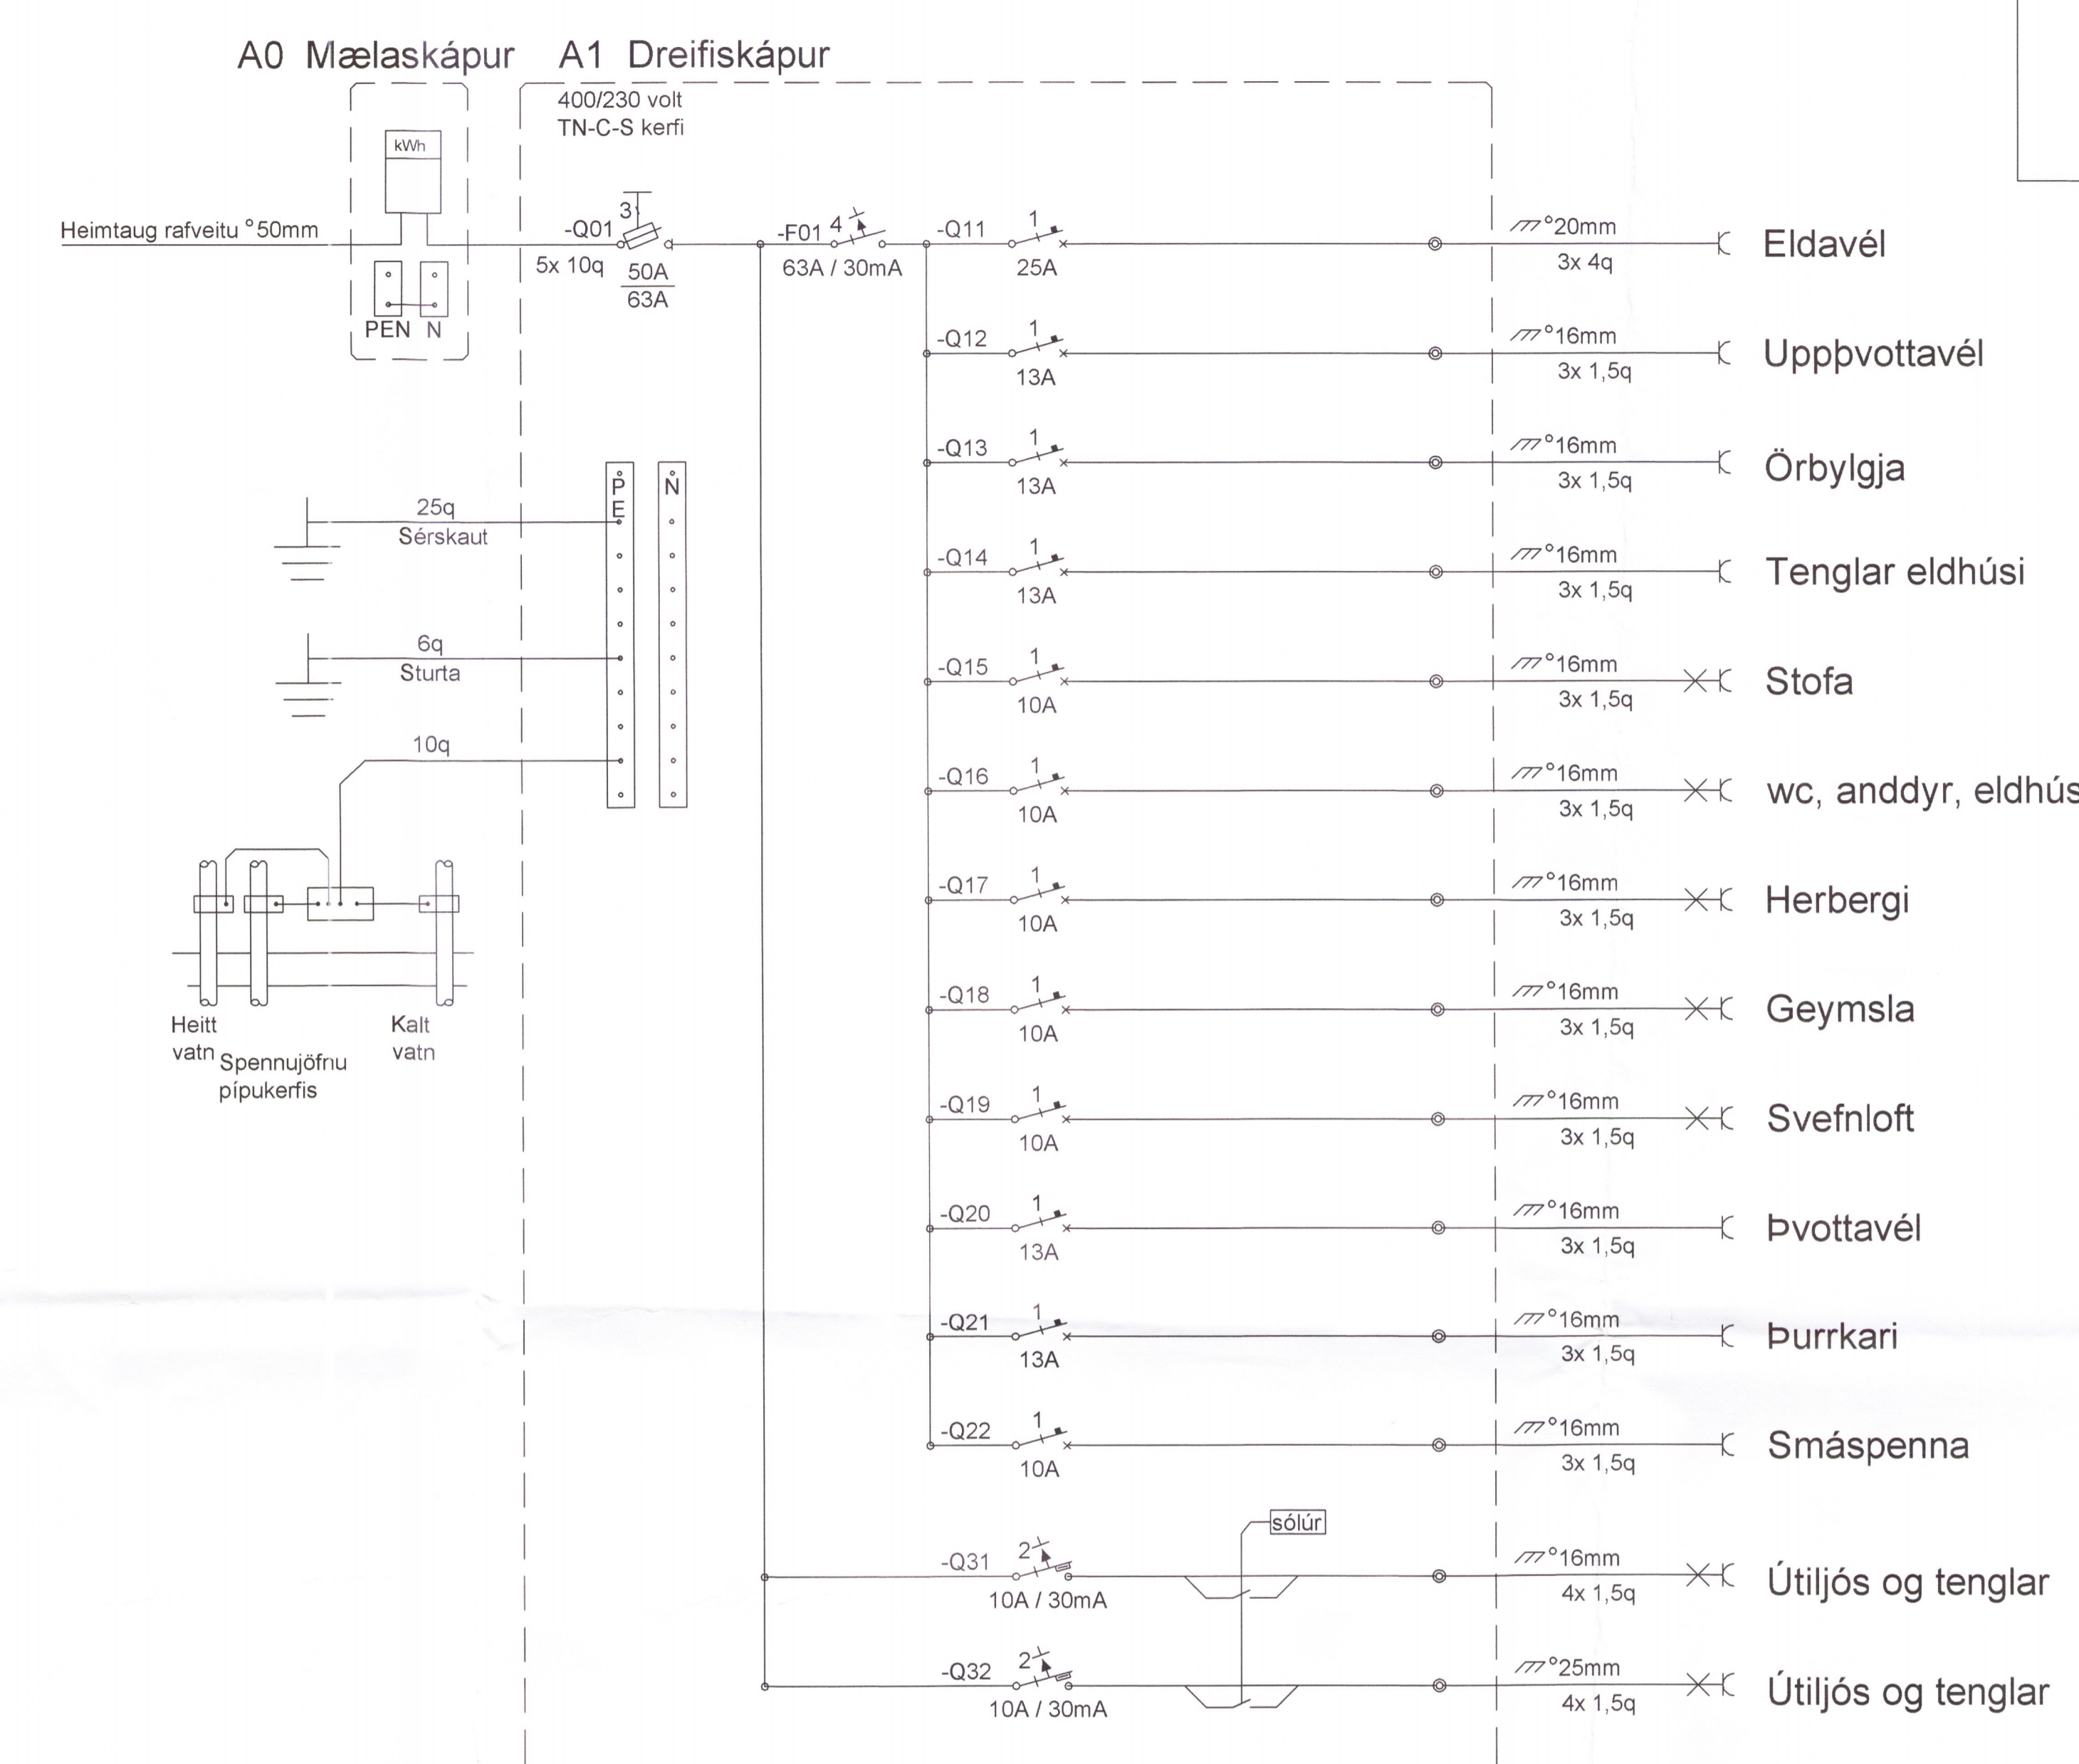 A0 Mælaskápur
A1 Dreifiskápur
400/230 volt
TN-C-S kerfi
kWh
Heimtaug rafveitu °50mm
PEN N
-Q01
3
5x 10q
50A
63A
-F01
4
63A / 30mA
-Q11
1
25A
°20mm
3x 4q
Eldavél
-Q12
1
13A
°16mm
3x 1,5q
Uppþvottavél
-Q13
1
13A
°16mm
3x 1,5q
Örbylgja
-Q14
1
13A
°16mm
3x 1,5q
Tenglar eldhúsi
-Q15
1
10A
°16mm
3x 1,5q
Stofa
-Q16
1
10A
°16mm
3x 1,5q
wc, anddyr, eldhús
-Q17
1
10A
°16mm
3x 1,5q
Herbergi
-Q18
1
10A
°16mm
3x 1,5q
Geymsla
-Q19
1
10A
°16mm
3x 1,5q
Svefnloft
-Q20
1
13A
°16mm
3x 1,5q
Þvottavél
-Q21
1
13A
°16mm
3x 1,5q
Þurrkari
-Q22
1
10A
°16mm
3x 1,5q
Smáspenna
sólúr
-Q31
2
10A / 30mA
°16mm
4x 1,5q
Útiljós og tenglar
-Q32
2
10A / 30mA
°25mm
4x 1,5q
Útiljós og tenglar
PE
N
25q
Sérskaut
6q
Sturta
10q
Heitt
vatn
Spennujöfnu
pípukerfis
Kalt
vatn